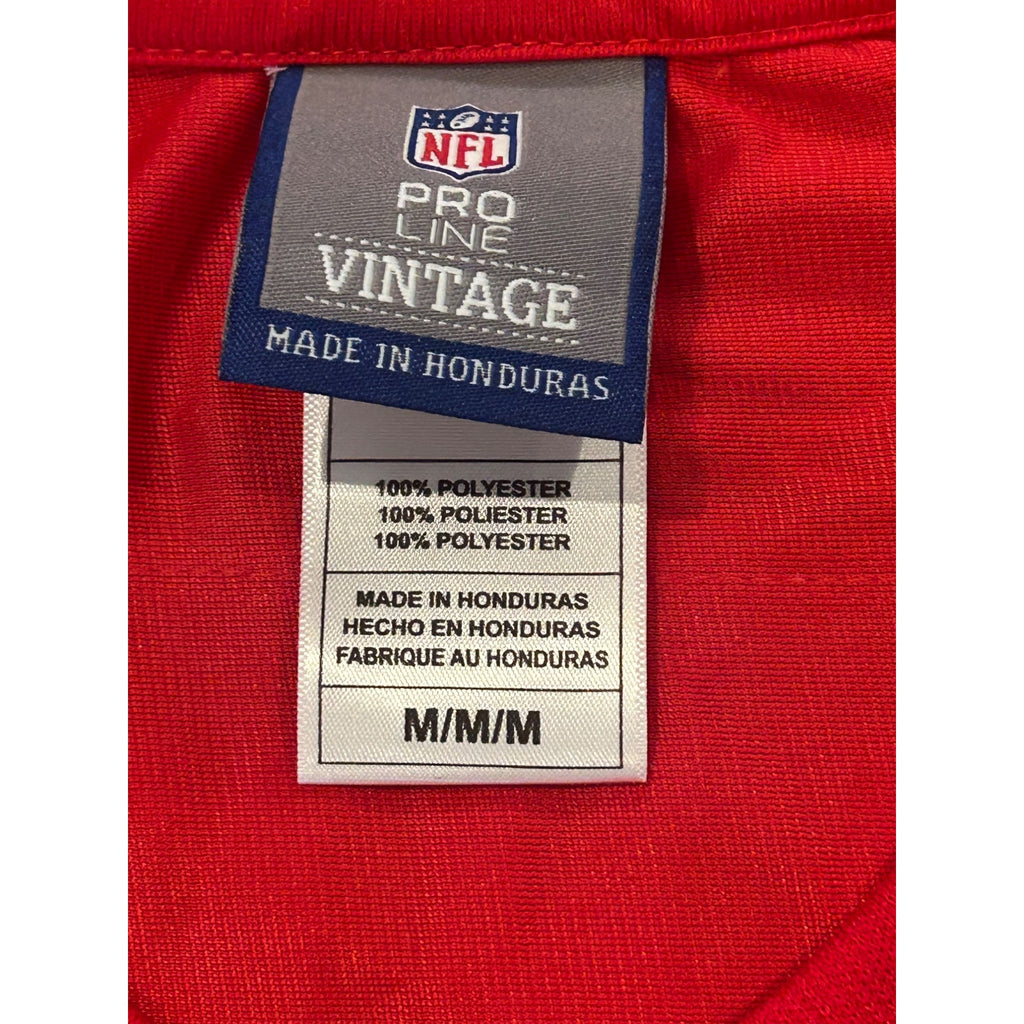 NFL
PRO
LINE
VINTAGE
MADE IN HONDURAS
100% POLYESTER
100% POLIESTER
100% POLYESTER
MADE IN HONDURAS
HECHO EN HONDURAS
FABRIQUE AU HONDURAS
M/M/M